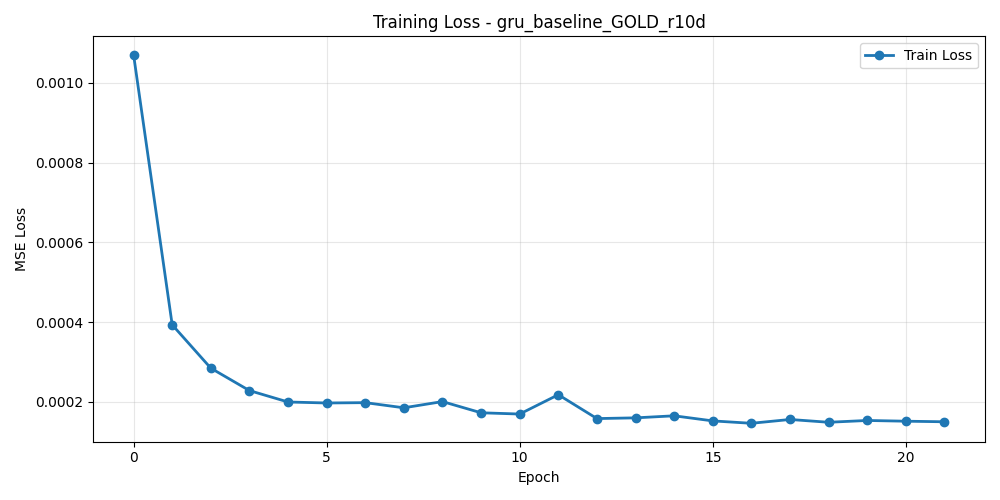 Training Loss - gru_baseline_GOLD_r10d
Train Loss
MSE Loss
0.0010
0.0008
0.0006
0.0004
0.0002
0 5 10 15 20
Epoch